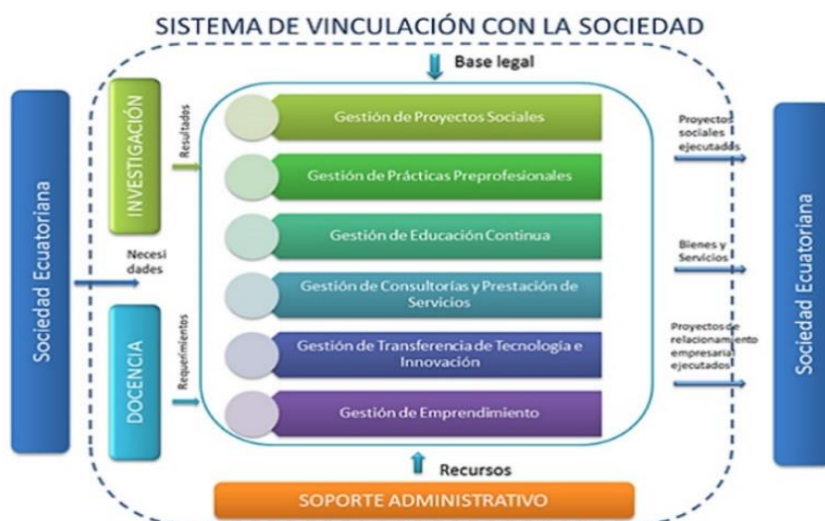 SISTEMA DE VINCULACIÓN CON LA SOCIEDAD
Base legal
Sociedad Ecuatoriana
INVESTIGACIÓN
Resultados
Necesi
dades
DOCENCIA
Requerimientos
Gestión de Proyectos Sociales
Gestión de Prácticas Preprofesionales
Gestión de Educación Continua
Gestión de Consultorías y Prestación de
Servicios
Gestión de Transferencia de Tecnología e
Innovación
Gestión de Emprendimiento
Proyectos
sociales
ejecutados
Bienes y
Servicios
Proyectos de
relacionamiento
empresarial
ejecutados
Sociedad Ecuatoriana
Recursos
SOPORTE ADMINISTRATIVO